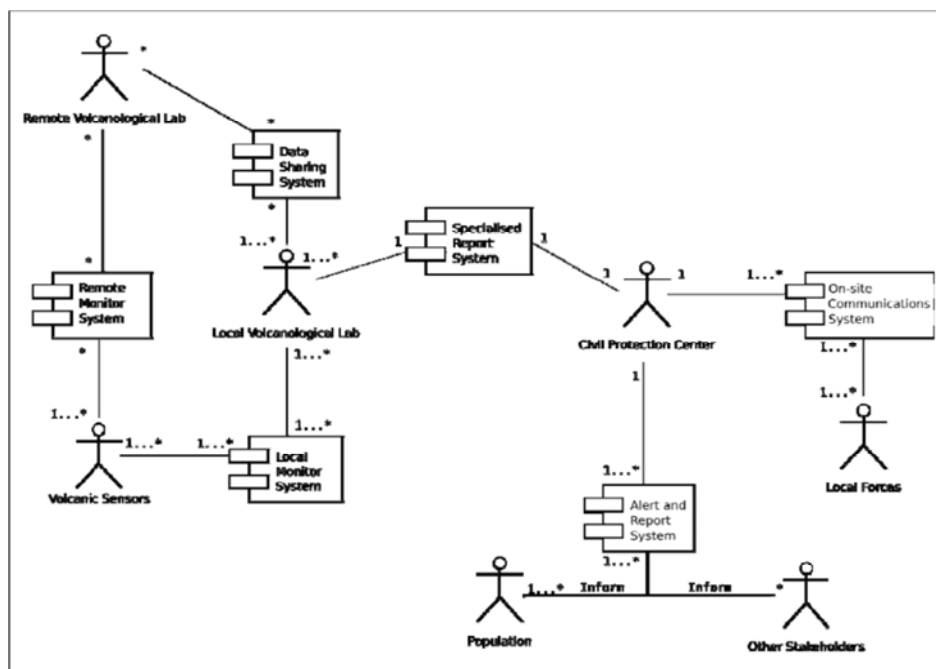 *
Remote Volcanological Lab
*
*
Data
Sharing
System
*
1...*
1...*
1
Specialised
Report
System
1
1
1
1...*
*
Remote
Monitor
System
*
Local Volcanological Lab
1...*
Civil Protection Center
1
On-site
Communications
System
1...*
1...*
1...*
1...*
1...*
1...*
Local
Monitor
System
Volcanic Sensors
Local Forces
1...*
Alert and
Report
System
1...*
1...*
Inform
Inform
*
Population
Other Stakeholders